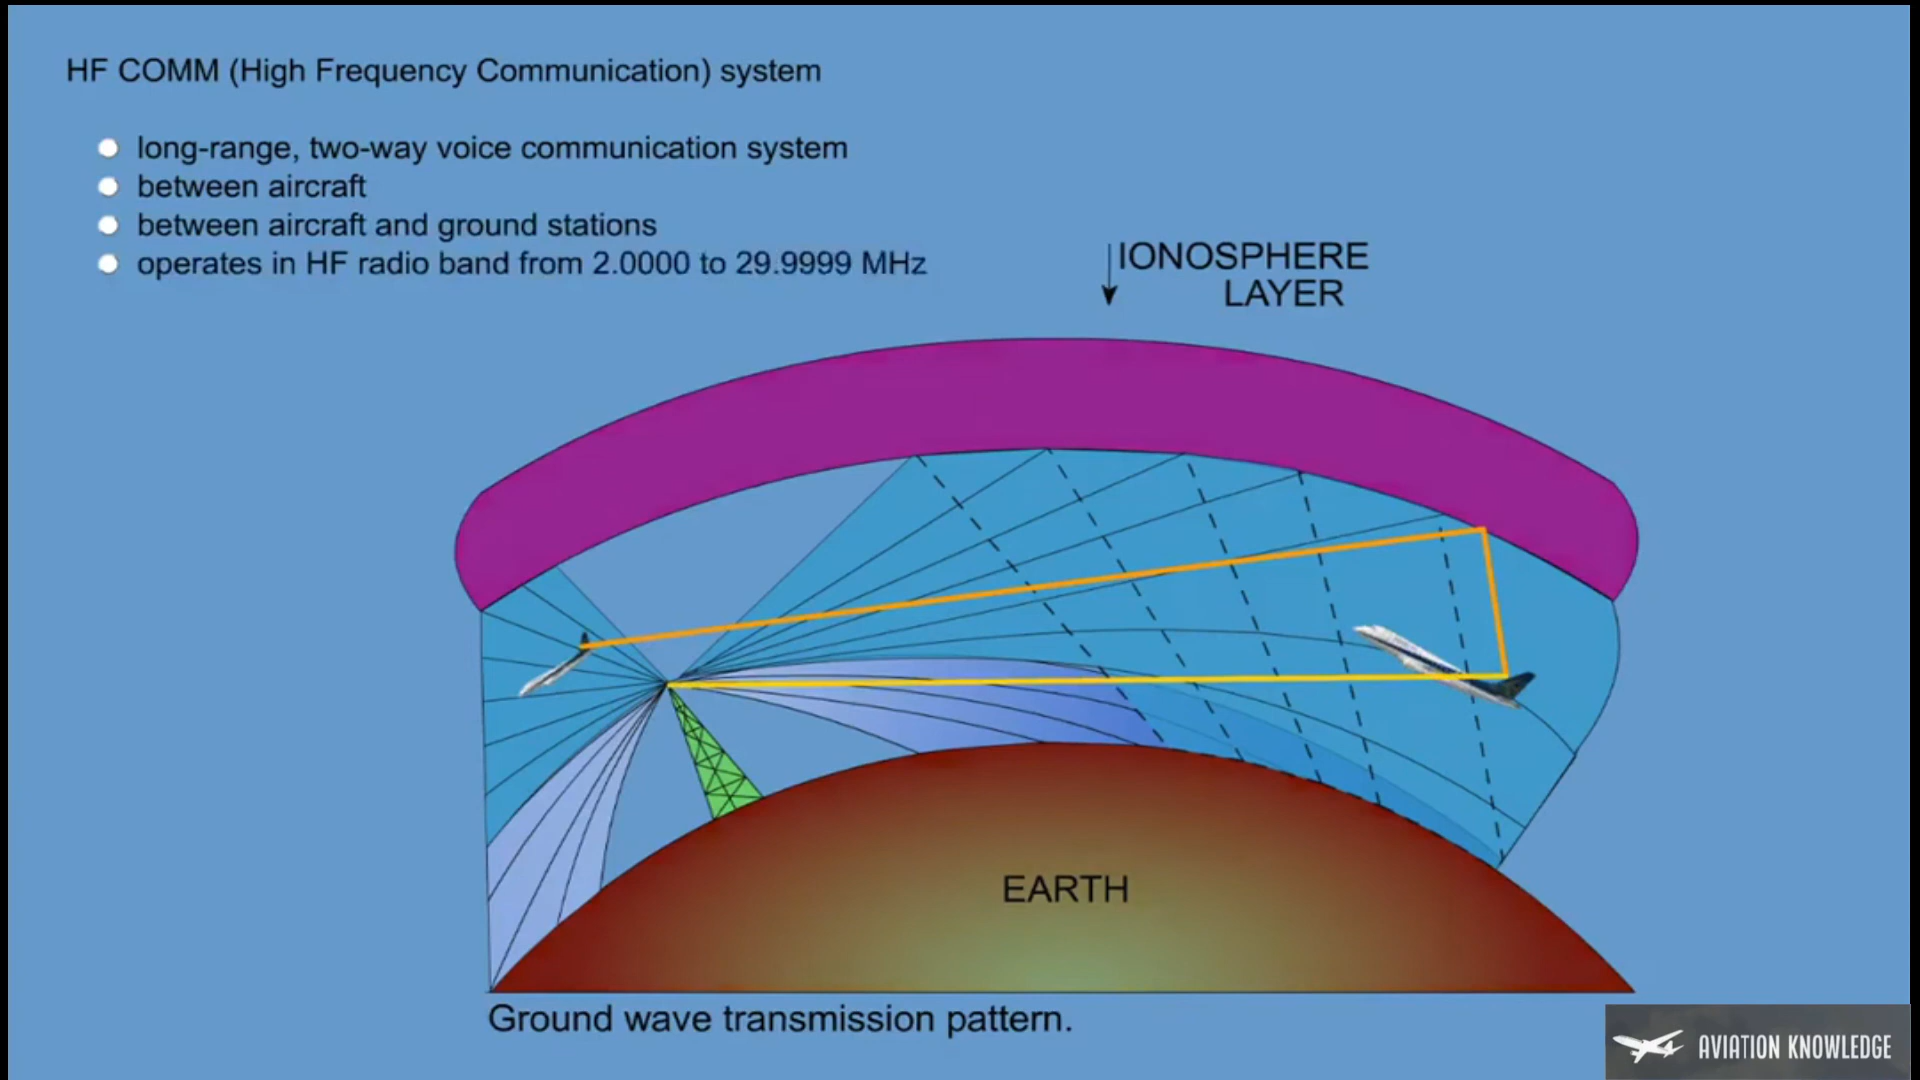 HF COMM (High Frequency Communication) system
long-range, two-way voice communication system
between aircraft
between aircraft and ground stations
operates in HF radio band from 2.0000 to 29.9999 MHz
IONOSPHERE
LAYER
EARTH
Ground wave transmission pattern.
AVIATION KNOWLEDGE